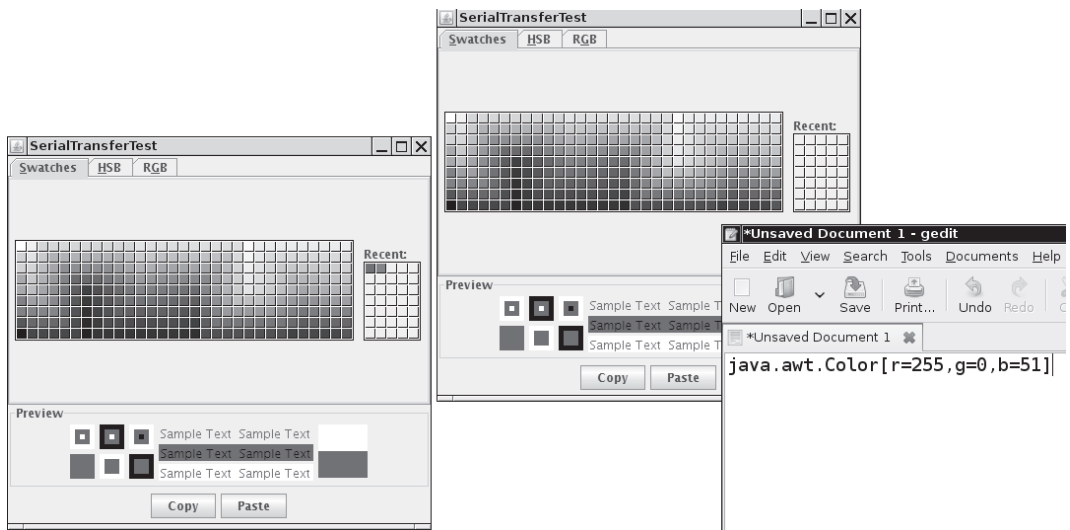 SerialTransferTest
Swatches HSB RGB
Recent:
Preview
Sample Text Sample Text
Sample Text Sample Text
Sample Text Sample Text
Copy Paste
SerialTransferTest
Swatches HSB RGB
Recent:
Preview
Sample Text Sample T
Sample Text Sample T
Sample Text Sample T
Copy Paste
*Unsaved Document 1 - gedit
File Edit View Search Tools Documents Help
New Open Save Print... Undo Redo
*Unsaved Document 1
java.awt.Color[r=255,g=0,b=51]